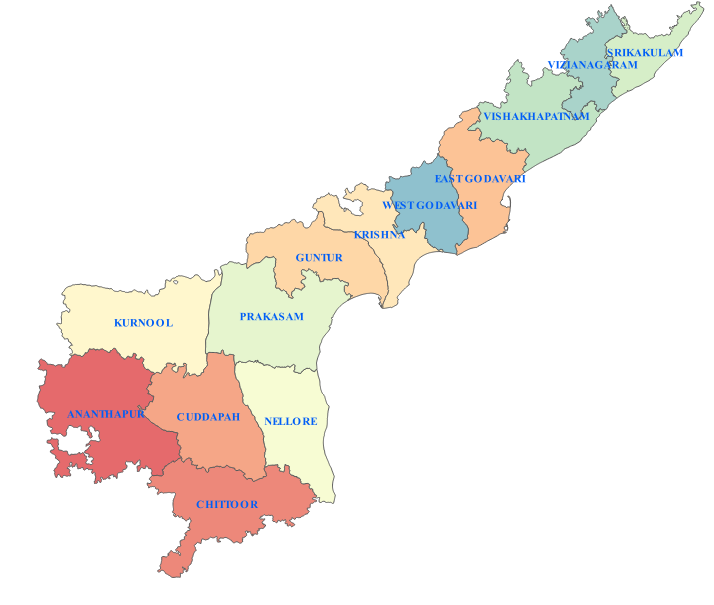 SRIKAKULAM
VIZIANAGARAM
VISHAKHAPATNAM
EAST GODAVARI
WEST GODAVARI
KRISHNA
GUNTUR
PRAKASAM
KURNOOL
ANANTHAPUR
CUDDAPAH
NELLORE
CHITTOOR